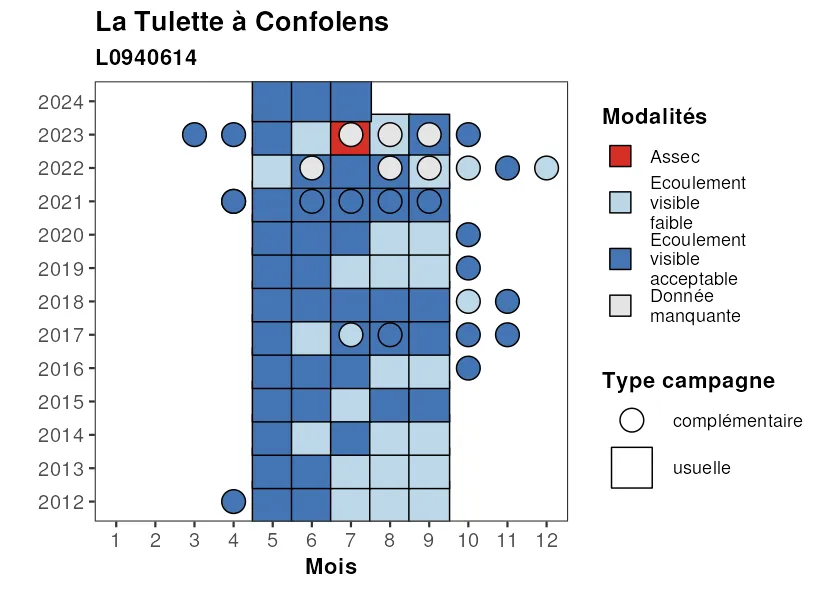 La Tulette à Confolens
L0940614
2024
2023
2022
2021
2020
2019
2018
2017
2016
2015
2014
2013
2012
1 2 3 4 5 6 7 8 9 10 11 12
Mois
Modalités
Assec
Ecoulement
visible
faible
Ecoulement
visible
acceptable
Donnée
manquante
Type campagne
complémentaire
usuelle